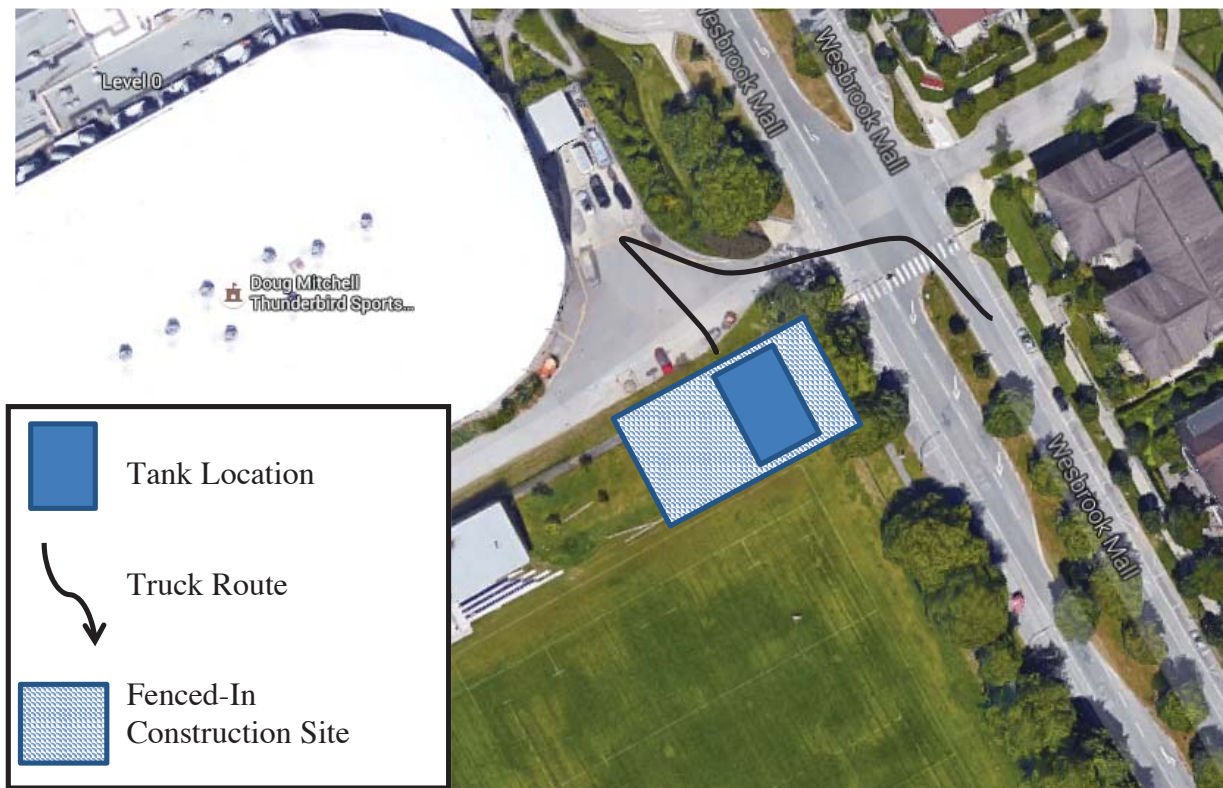 Level 0
Wesbrook Mall
Wesbrook Mall
Doug Mitchell
Thunderbird Sports...
Wesbrook Mall
Tank Location
Truck Route
Fenced-In
Construction Site